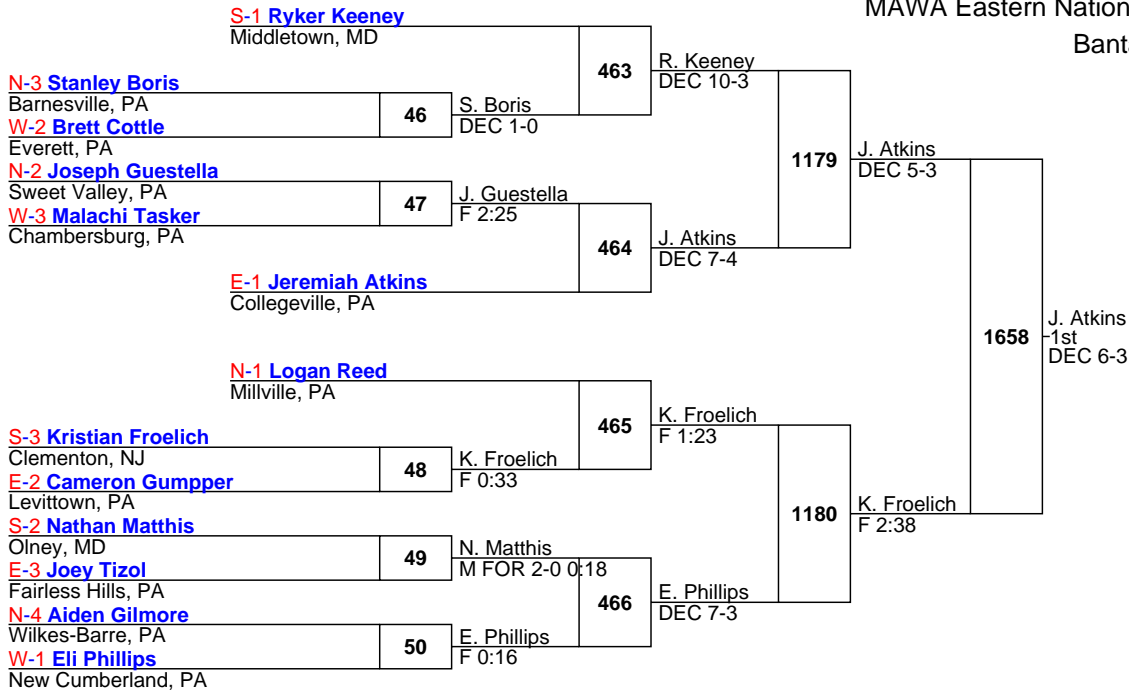 MAWA Eastern Nation
Banta
S-1 Ryker Keeney
Middletown, MD
463
R. Keeney
DEC 10-3
N-3 Stanley Boris
Barnesville, PA
46
S. Boris
DEC 1-0
W-2 Brett Cottle
Everett, PA
1179
J. Atkins
DEC 5-3
N-2 Joseph Guestella
Sweet Valley, PA
47
J. Guestella
F 2:25
W-3 Malachi Tasker
Chambersburg, PA
464
J. Atkins
DEC 7-4
E-1 Jeremiah Atkins
Collegeville, PA
1658
J. Atkins
1st
DEC 6-3
N-1 Logan Reed
Millville, PA
465
K. Froelich
F 1:23
S-3 Kristian Froelich
Clementon, NJ
48
K. Froelich
F 0:33
E-2 Cameron Gumpper
Levittown, PA
1180
K. Froelich
F 2:38
S-2 Nathan Matthis
Olney, MD
49
N. Matthis
M FOR 2-0 0:18
E-3 Joey Tizol
Fairless Hills, PA
466
E. Phillips
DEC 7-3
N-4 Aiden Gilmore
Wilkes-Barre, PA
50
E. Phillips
F 0:16
W-1 Eli Phillips
New Cumberland, PA